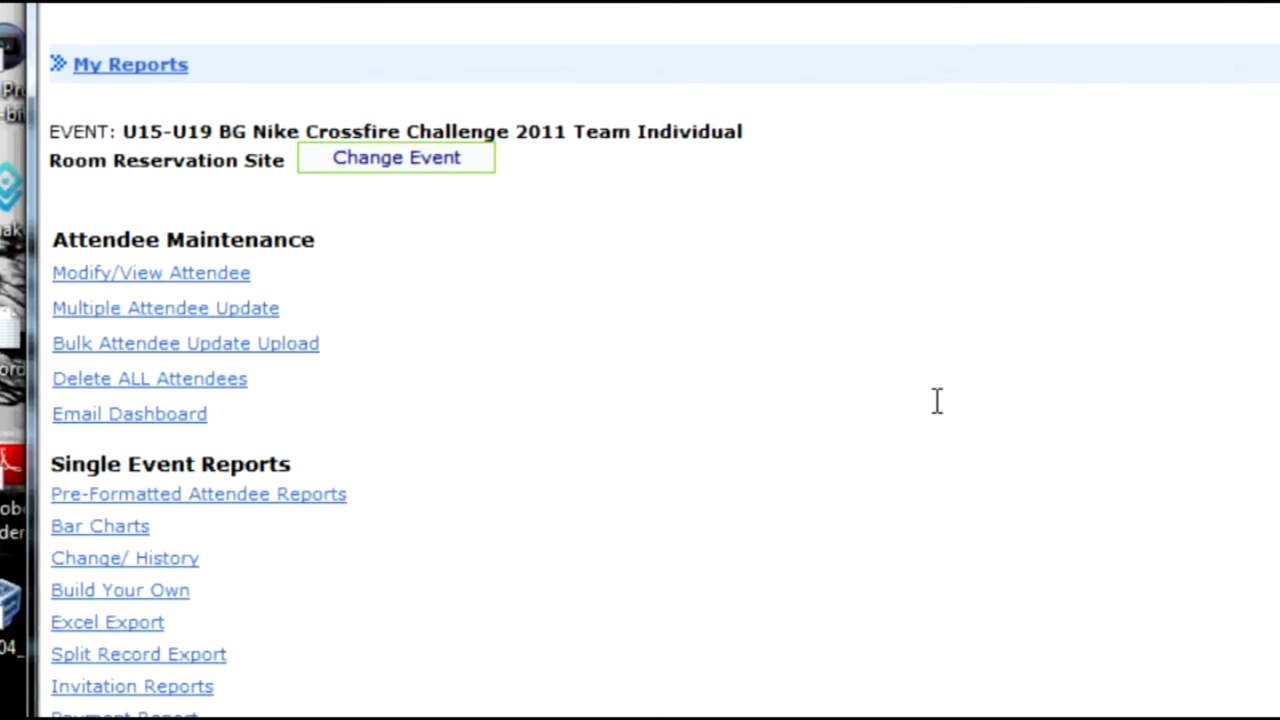 My Reports
EVENT: U15-U19 BG Nike Crossfire Challenge 2011 Team Individual
Room Reservation Site Change Event
Attendee Maintenance
Modify/View Attendee
Multiple Attendee Update
Bulk Attendee Update Upload
Delete ALL Attendees
Email Dashboard
Single Event Reports
Pre-Formatted Attendee Reports
Bar Charts
Change/ History
Build Your Own
Excel Export
Split Record Export
Invitation Reports
Payment Report